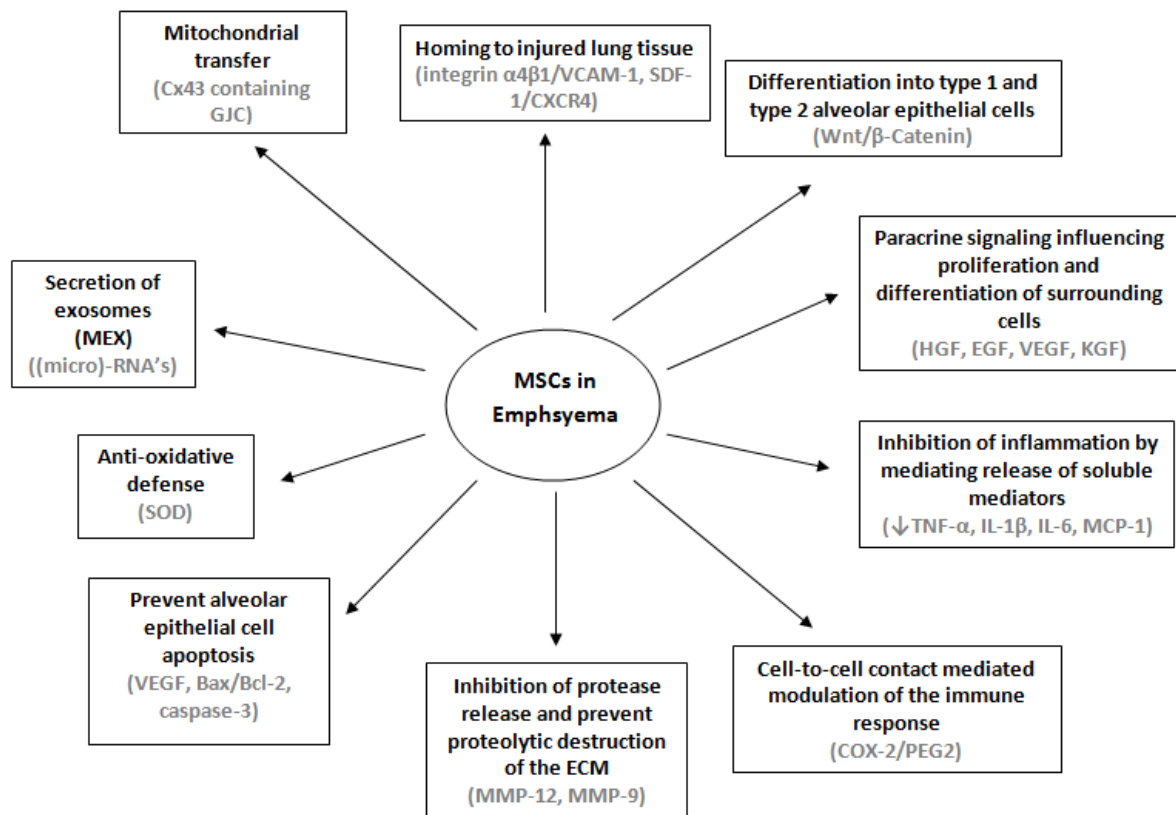 Mitochondrial
transfer
(Cx43 containing
GJC)
Homing to injured lung tissue
(integrin α4β1/VCAM-1, SDF-
1/CXCR4)
Differentiation into type 1 and
type 2 alveolar epithelial cells
(Wnt/β-Catenin)
Paracrine signaling influencing
proliferation and
differentiation of surrounding
cells
(HGF, EGF, VEGF, KGF)
Secretion of
exosomes
(MEX)
((micro)-RNA's)
MSCs in
Emphsyema
Inhibition of inflammation by
mediating release of soluble
mediators
(↓TNF-α, IL-1β, IL-6, MCP-1)
Anti-oxidative
defense
(SOD)
Prevent alveolar
epithelial cell
apoptosis
(VEGF, Bax/Bcl-2,
caspase-3)
Inhibition of protease
release and prevent
proteolytic destruction
of the ECM
(MMP-12, MMP-9)
Cell-to-cell contact mediated
modulation of the immune
response
(COX-2/PEG2)